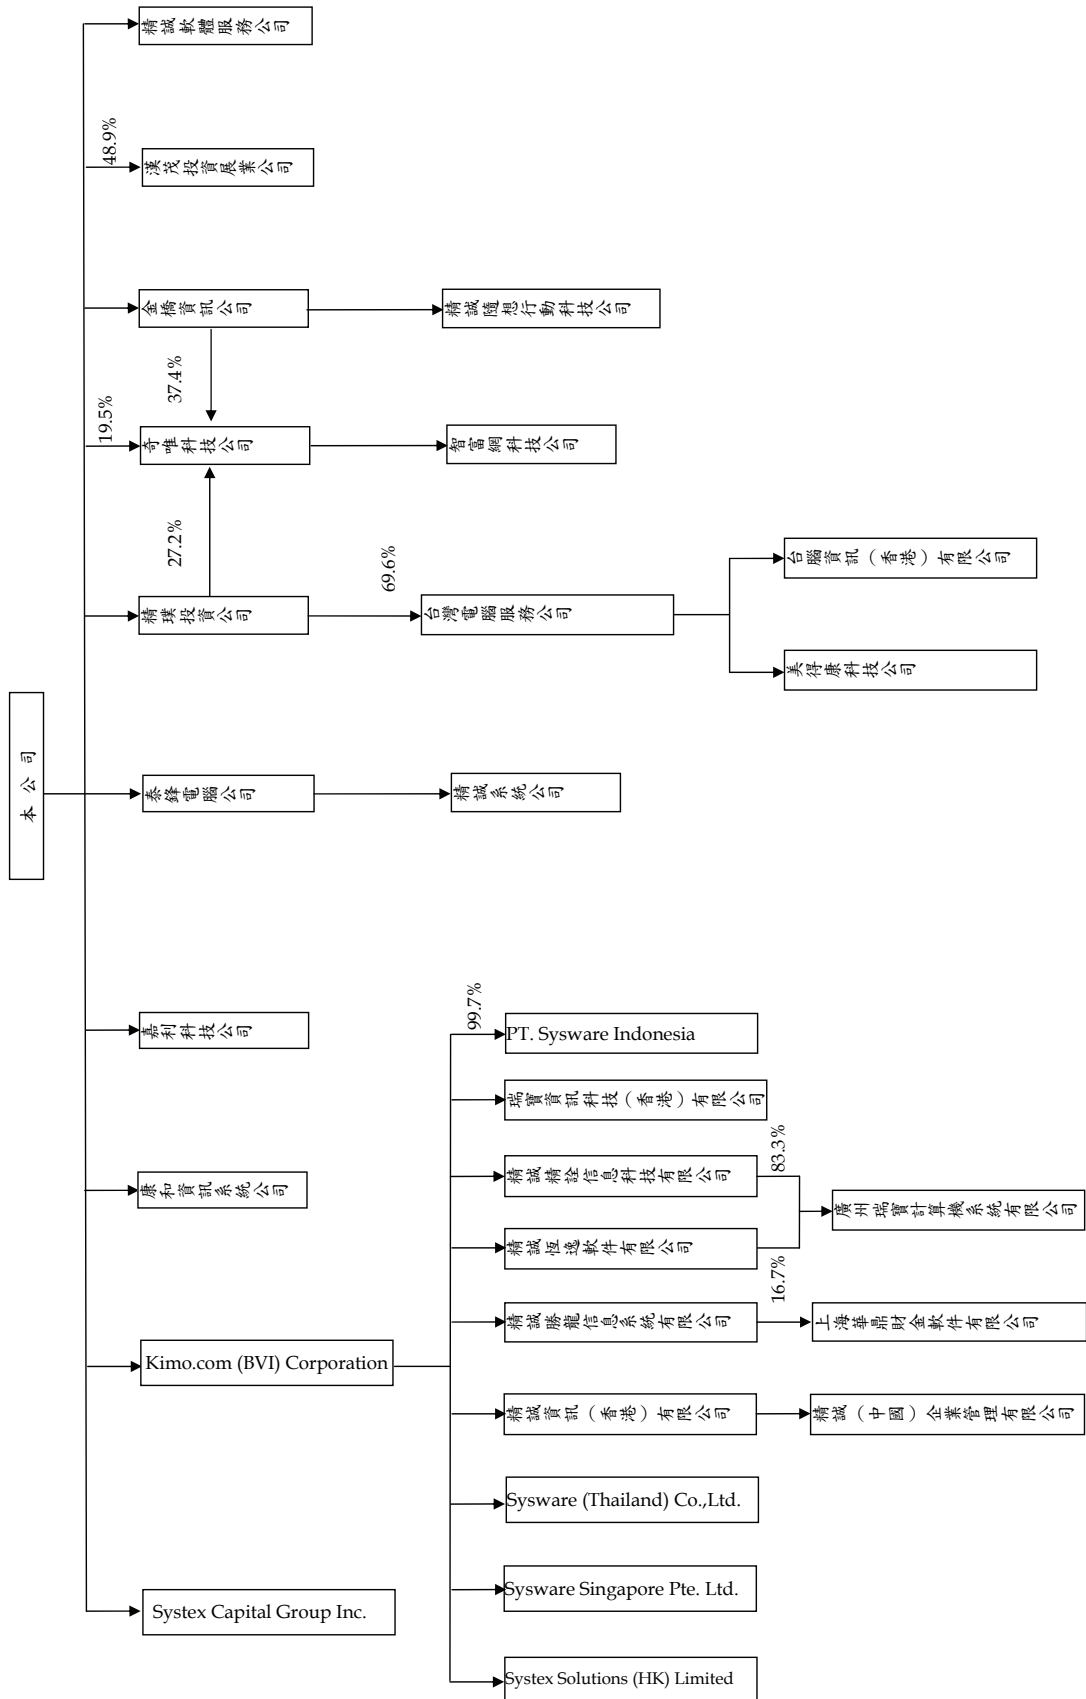 本公司
精誠軟體服務公司
48.9%
漢茂投資展業公司
金橋資訊公司
精誠隨想行動科技公司
37.4%
19.5%
奇唯科技公司
智富網科技公司
27.2%
精璞投資公司
69.6%
台灣電腦服務公司
台腦資訊（香港）有限公司
美得康科技公司
泰鋒電腦公司
精誠系統公司
嘉利科技公司
康和資訊系統公司
Kimo.com (BVI) Corporation
99.7%
PT. Sysware Indonesia
瑞寶資訊科技（香港）有限公司
精誠精詮信息科技有限公司
83.3%
廣州瑞寶計算機系統有限公司
精誠恆逸軟件有限公司
16.7%
精誠勝龍信息系統有限公司
上海華鼎財金軟件有限公司
精誠資訊（香港）有限公司
精誠（中國）企業管理有限公司
Sysware (Thailand) Co.,Ltd.
Sysware Singapore Pte. Ltd.
Systex Solutions (HK) Limited
Systex Capital Group Inc.